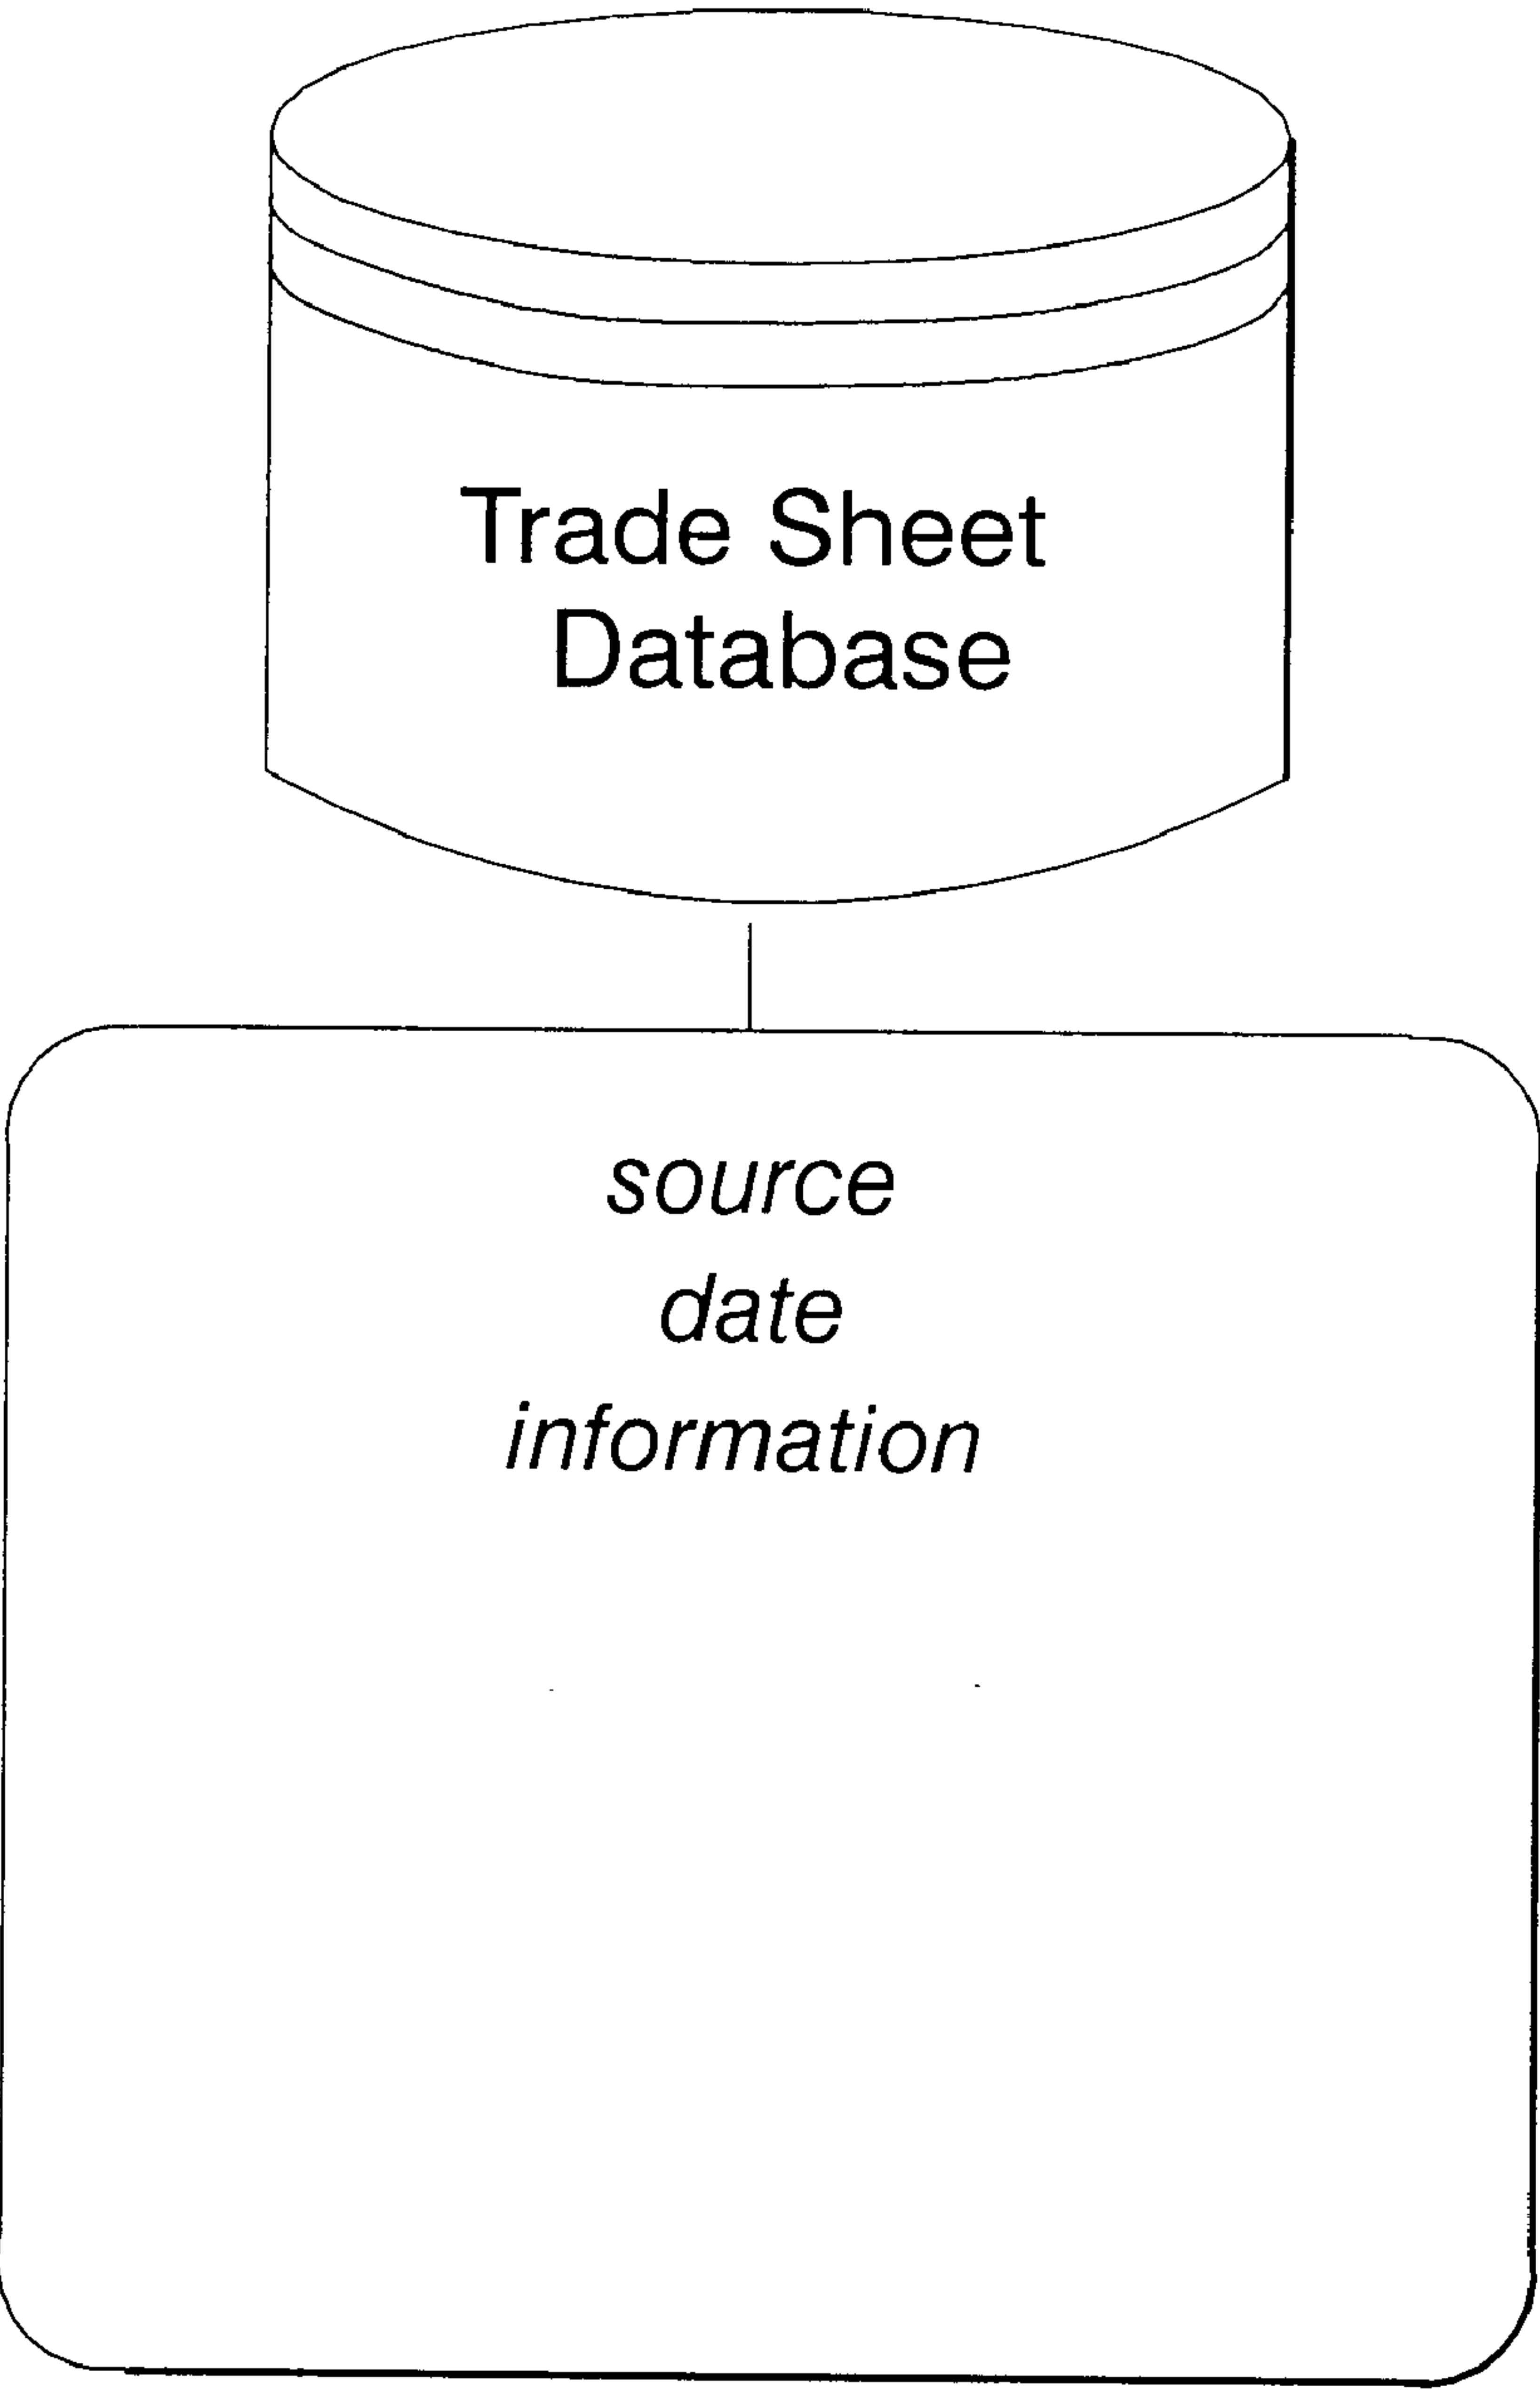 Trade Sheet
Database
source
date
information